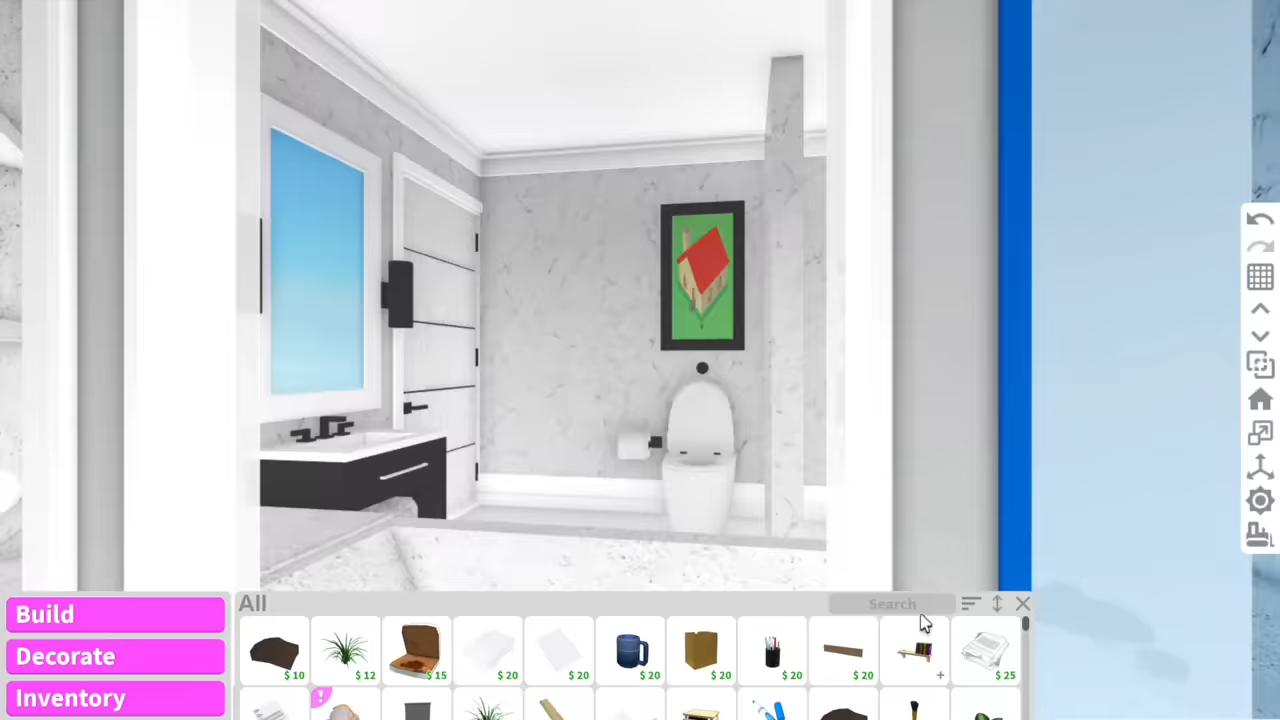 Build
Decorate
Inventory
All
Search
$ 10
$ 12
$ 15
$ 20
$ 20
$ 20
$ 20
$ 20
$ 20
+
$ 25
!